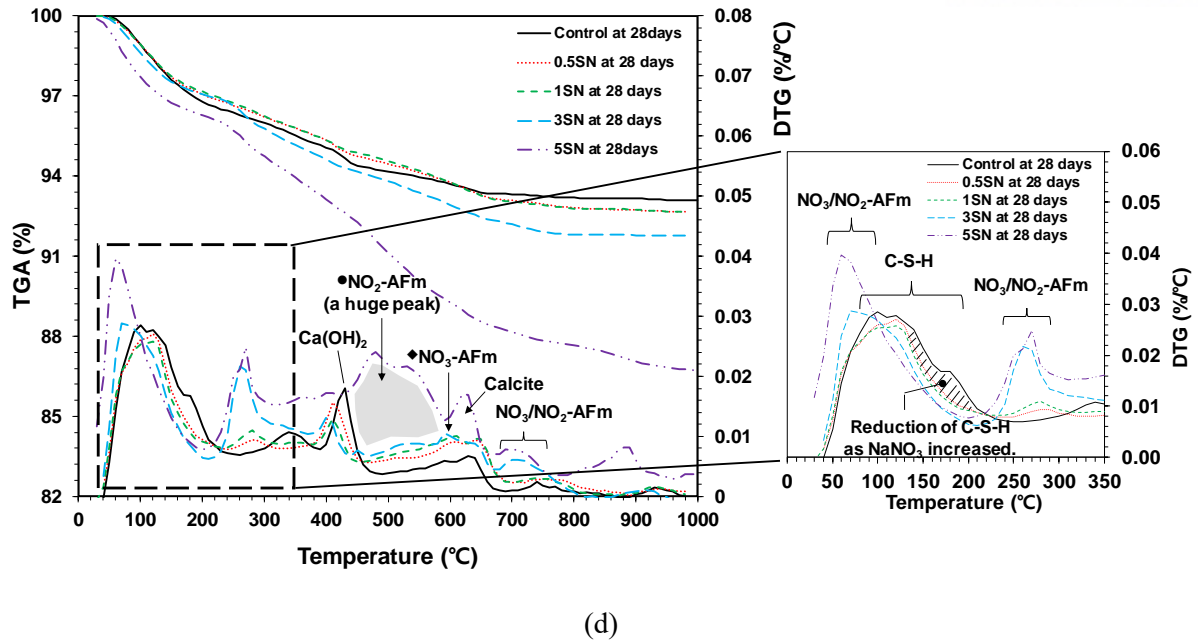 100
97
94
91
88
85
82
TGA (%)
0
100
200
300
400
500
600
700
800
900
1000
Temperature (℃)
0.08
0.07
0.06
0.05
0.04
0.03
0.02
0.01
0
DTG (%/℃)
Control at 28days
0.5SN at 28 days
1SN at 28 days
3SN at 28 days
5SN at 28days
●NO₂-AFm
(a huge peak)
Ca(OH)₂
◆NO₃-AFm
Calcite
NO₃/NO₂-AFm
Control at 28 days
0.5SN at 28 days
1SN at 28 days
3SN at 28 days
5SN at 28 days
NO₃/NO₂-AFm
C-S-H
NO₃/NO₂-AFm
Reduction of C-S-H
as NaNO₃ increased.
0.06
0.05
0.04
0.03
0.02
0.01
0.00
DTG (%/℃)
0
50
100
150
200
250
300
350
Temperature (℃)
(d)